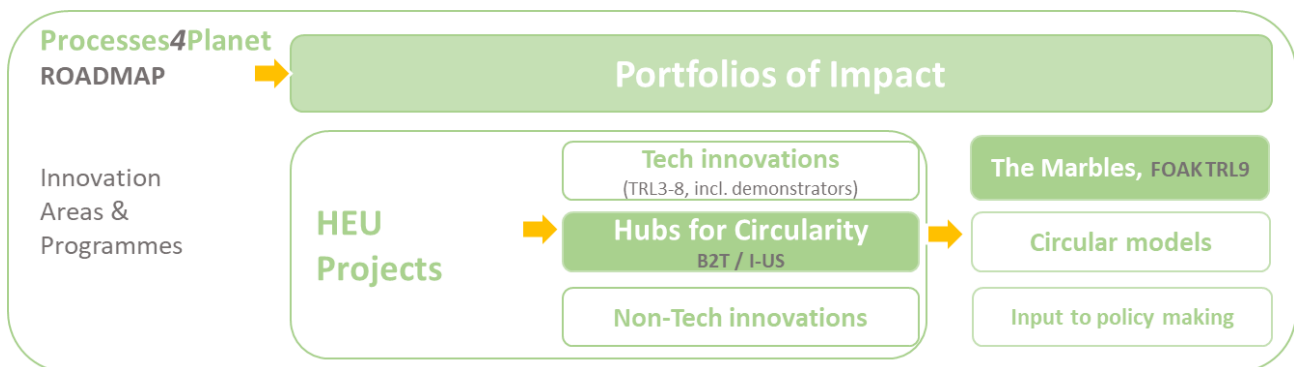 Processes4Planet
ROADMAP
Portfolios of Impact
Innovation
Areas &
Programmes
HEU
Projects
Tech innovations
(TRL3-8, incl. demonstrators)
Hubs for Circularity
B2T / I-US
Non-Tech innovations
The Marbles, FOAK TRL9
Circular models
Input to policy making